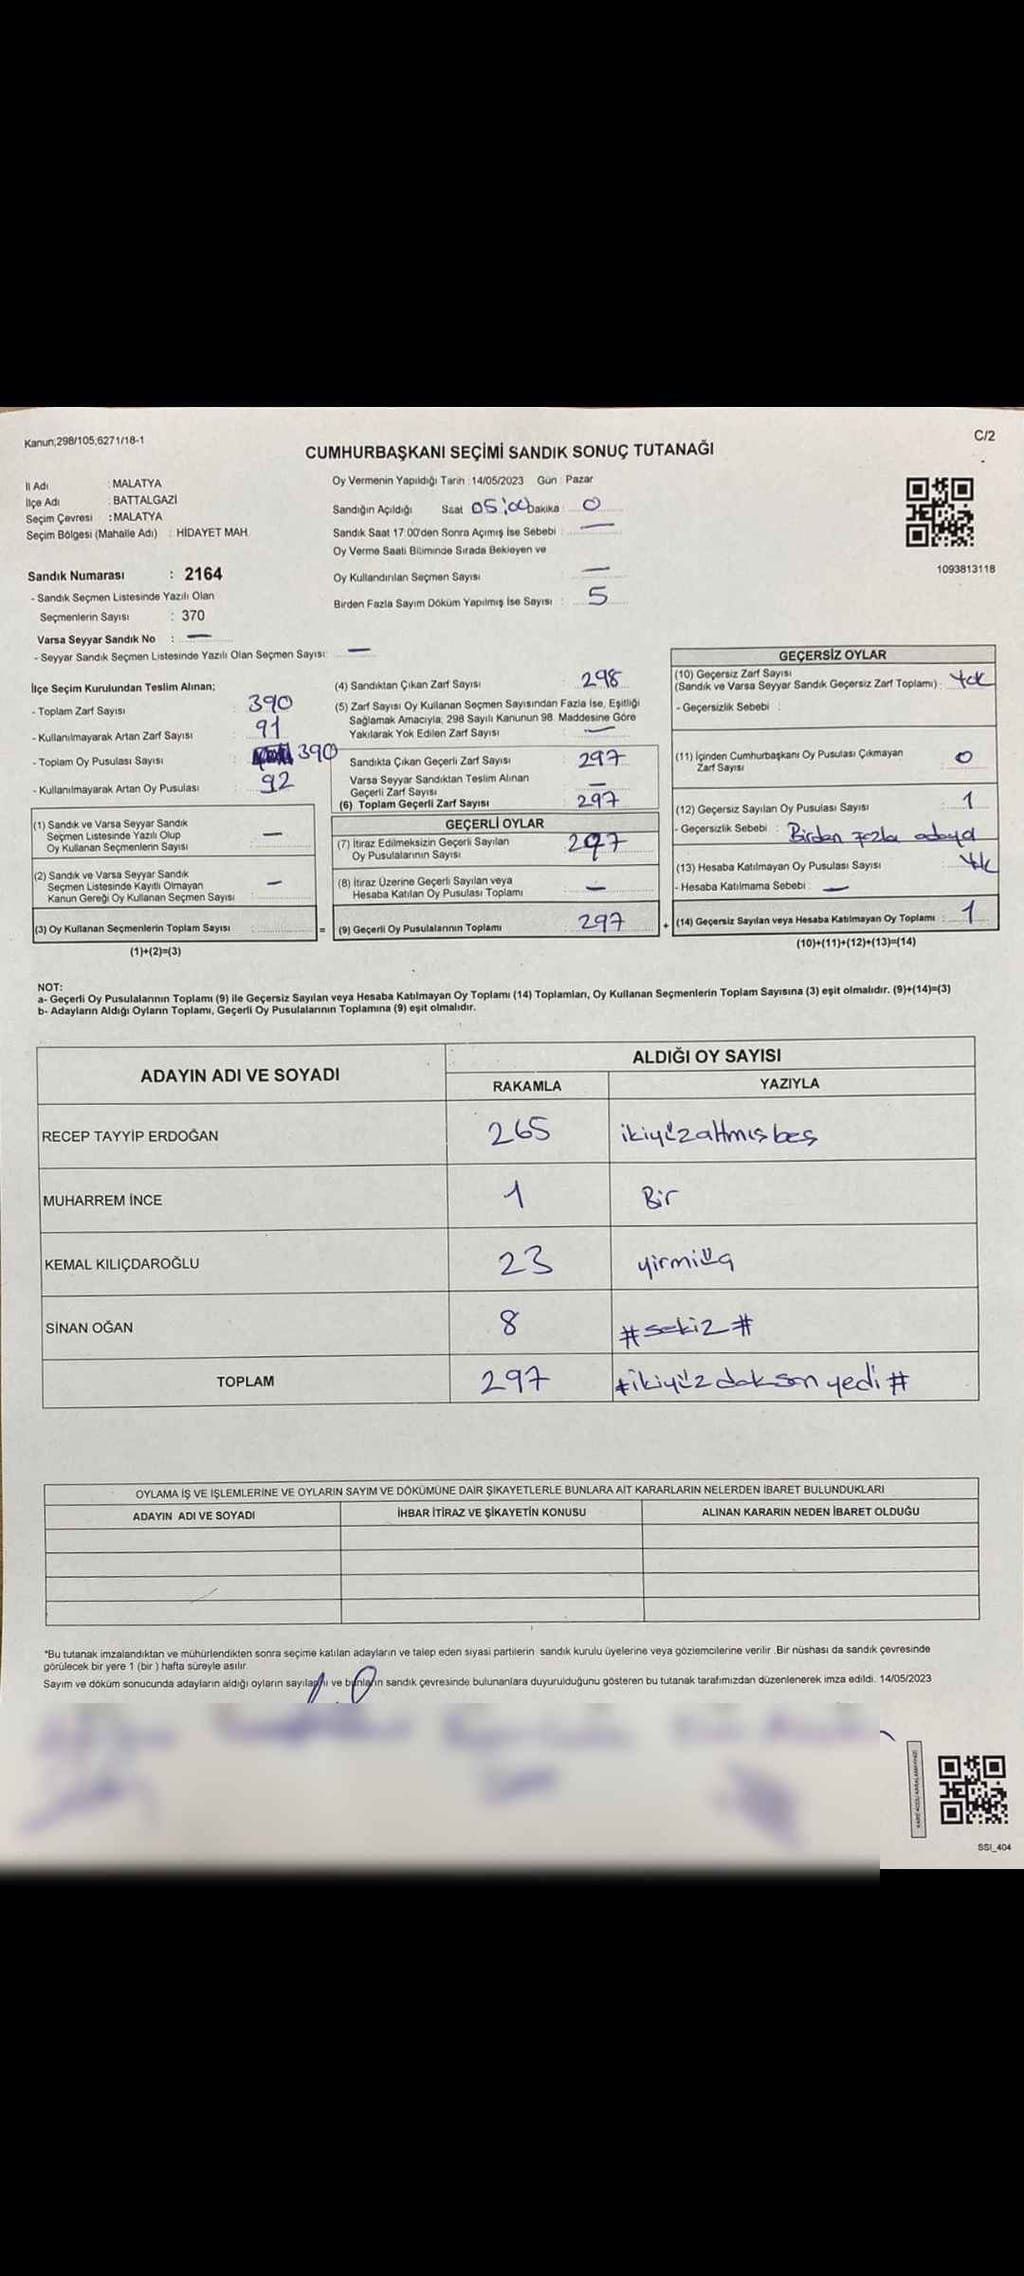 Kanun;298/105,6271/18-1
C/2
CUMHURBAŞKANI SEÇİMİ SANDIK SONUÇ TUTANAĞI
İl Adı : MALATYA
İlçe Adı : BATTALGAZİ
Seçim Çevresi : MALATYA
Seçim Bölgesi (Mahalle Adı) : HİDAYET MAH.
Oy Vermenin Yapıldığı Tarih : 14/05/2023 Gün : Pazar
Sandığın Açıldığı Saat 05:00 Dakika : 0
Sandık Saat 17:00'den Sonra Açımış İse Sebebi : —
Oy Verme Saati Bitiminde Sırada Bekleyen ve
Oy Kullandırılan Seçmen Sayısı —
Birden Fazla Sayım Döküm Yapılmış İse Sayısı : 5
1093813118
Sandık Numarası : 2164
- Sandık Seçmen Listesinde Yazılı Olan
Seçmenlerin Sayısı : 370
Varsa Seyyar Sandık No : —
- Seyyar Sandık Seçmen Listesinde Yazılı Olan Seçmen Sayısı: —
İlçe Seçim Kurulundan Teslim Alınan;
- Toplam Zarf Sayısı : 390
- Kullanılmayarak Artan Zarf Sayısı : 91
- Toplam Oy Pusulası Sayısı : 390
- Kullanılmayarak Artan Oy Pusulası : 92
(1) Sandık ve Varsa Seyyar Sandık
Seçmen Listesinde Yazılı Olup
Oy Kullanan Seçmenlerin Sayısı —
(2) Sandık ve Varsa Seyyar Sandık
Seçmen Listesinde Kayıtlı Olmayan
Kanun Gereği Oy Kullanan Seçmen Sayısı —
(3) Oy Kullanan Seçmenlerin Toplam Sayısı : =
(1)+(2)=(3)
(4) Sandıktan Çıkan Zarf Sayısı : 298
(5) Zarf Sayısı Oy Kullanan Seçmen Sayısından Fazla İse, Eşitliği
Sağlamak Amacıyla, 298 Sayılı Kanunun 98. Maddesine Göre
Yakılarak Yok Edilen Zarf Sayısı : —
Sandıkta Çıkan Geçerli Zarf Sayısı : 297
Varsa Seyyar Sandıktan Teslim Alınan
Geçerli Zarf Sayısı : —
(6) Toplam Geçerli Zarf Sayısı : 297
GEÇERLİ OYLAR
(7) İtiraz Edilmeksizin Geçerli Sayılan
Oy Pusulalarının Sayısı : 297
(8) İtiraz Üzerine Geçerli Sayılan veya
Hesaba Katılan Oy Pusulası Toplamı : —
(9) Geçerli Oy Pusulalarının Toplamı : 297 +
GEÇERSİZ OYLAR
(10) Geçersiz Zarf Sayısı
(Sandık ve Varsa Seyyar Sandık Geçersiz Zarf Toplamı) : Yok
- Geçersizlik Sebebi :
(11) İçinden Cumhurbaşkanı Oy Pusulası Çıkmayan
Zarf Sayısı : 0
(12) Geçersiz Sayılan Oy Pusulası Sayısı : 1
- Geçersizlik Sebebi : Birden fazla adaya
(13) Hesaba Katılmayan Oy Pusulası Sayısı : Yok
- Hesaba Katılmama Sebebi : —
(14) Geçersiz Sayılan veya Hesaba Katılmayan Oy Toplamı : 1
(10)+(11)+(12)+(13)=(14)
NOT:
a- Geçerli Oy Pusulalarının Toplamı (9) ile Geçersiz Sayılan veya Hesaba Katılmayan Oy Toplamı (14) Toplamları, Oy Kullanan Seçmenlerin Toplam Sayısına (3) eşit olmalıdır. (9)+(14)=(3)
b- Adayların Aldığı Oyların Toplamı, Geçerli Oy Pusulalarının Toplamına (9) eşit olmalıdır.
ADAYIN ADI VE SOYADI ALDIĞI OY SAYISI
RAKAMLA YAZIYLA
RECEP TAYYİP ERDOĞAN 265 ikiyüzaltmışbeş
MUHARREM İNCE 1 Bir
KEMAL KILIÇDAROĞLU 23 yirmiüç
SİNAN OĞAN 8 #sekiz#
TOPLAM 297 #ikiyüzdoksanyedi#
OYLAMA İŞ VE İŞLEMLERİNE VE OYLARIN SAYIM VE DÖKÜMÜNE DAİR ŞİKAYETLERLE BUNLARA AİT KARARLARIN NELERDEN İBARET BULUNDUKLARI
ADAYIN ADI VE SOYADI İHBAR İTİRAZ VE ŞİKAYETİN KONUSU ALINAN KARARIN NEDEN İBARET OLDUĞU
*Bu tutanak imzalandıktan ve mühürlendikten sonra seçime katılan adayların ve talep eden siyasi partilerin sandık kurulu üyelerine veya gözlemcilerine verilir .Bir nüshası da sandık çevresinde
görülecek bir yere 1 (bir ) hafta süreyle asılır.
Sayım ve döküm sonucunda adayların aldığı oyların sayılarını ve bunların sandık çevresinde bulunanlara duyurulduğunu gösteren bu tutanak tarafımızdan düzenlenerek imza edildi. 14/05/2023
SSI_404